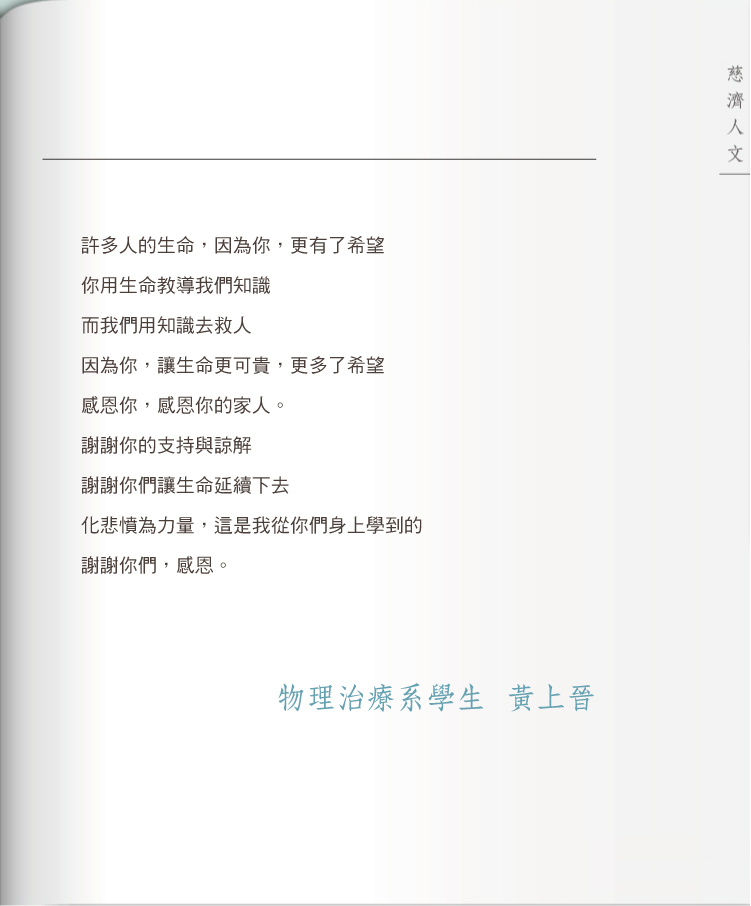 慈濟人文
許多人的生命，因為你，更有了希望
你用生命教導我們知識
而我們用知識去救人
因為你，讓生命更可貴，更多了希望
感恩你，感恩你的家人。
謝謝你的支持與諒解
謝謝你們讓生命延續下去
化悲憤為力量，這是我從你們身上學到的
謝謝你們，感恩。
物理治療系學生 黃上晉